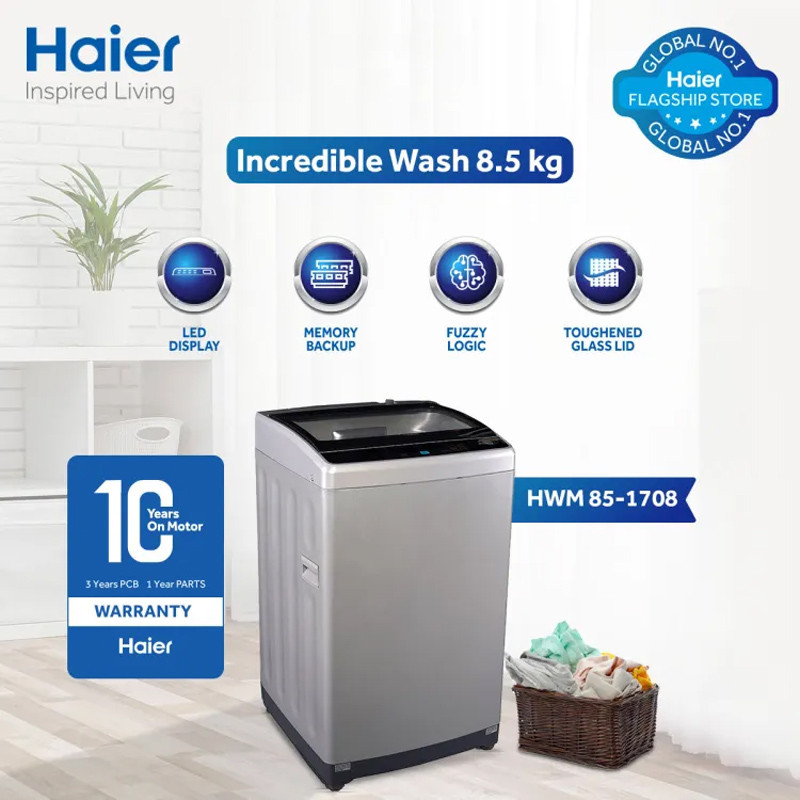 Haier
Inspired Living
GLOBAL NO.1
Haier
FLAGSHIP STORE
GLOBAL NO.1
Incredible Wash 8.5 kg
LED
DISPLAY
MEMORY
BACKUP
FUZZY
LOGIC
TOUGHENED
GLASS LID
HWM 85-1708
10 Years
On Motor
3 Years PCB 1 Year PARTS
WARRANTY
Haier